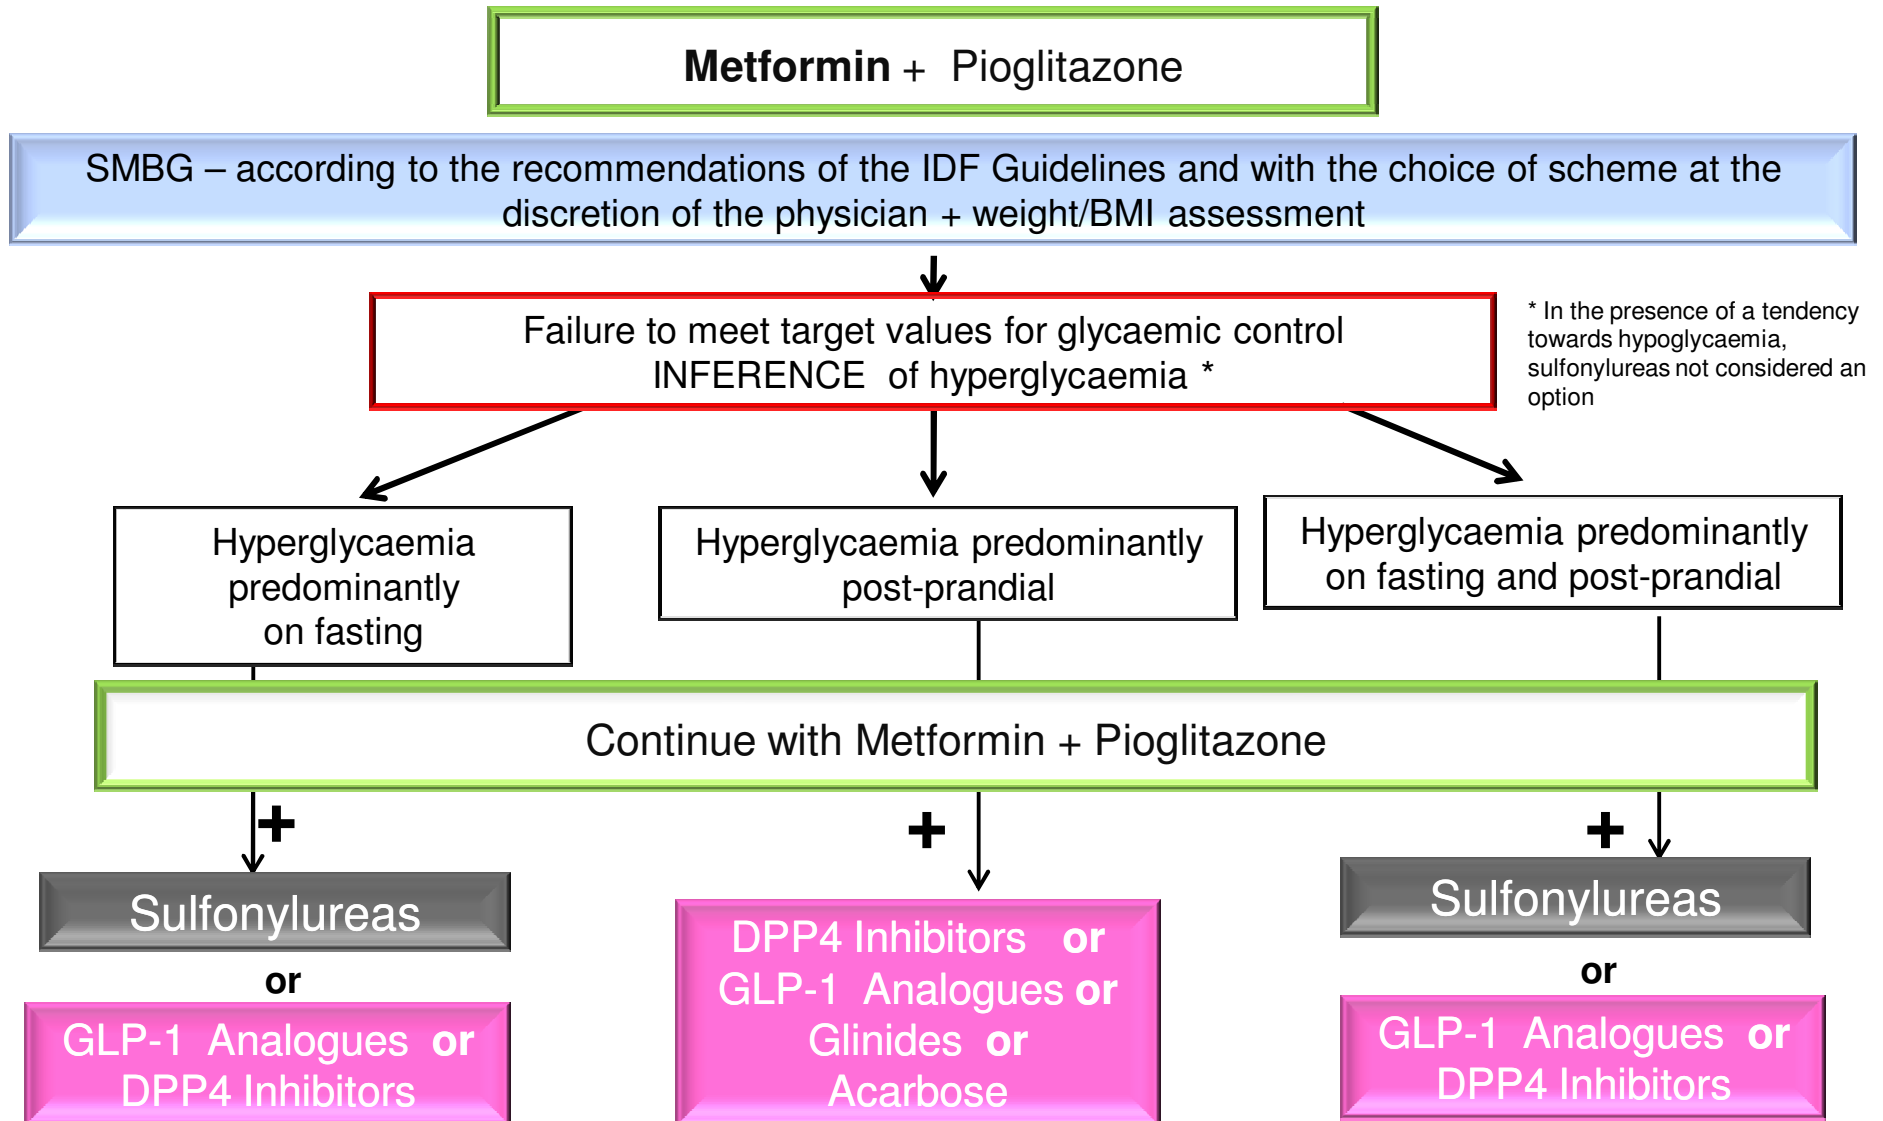 Metformin + Pioglitazone
SMBG – according to the recommendations of the IDF Guidelines and with the choice of scheme at the
discretion of the physician + weight/BMI assessment
Failure to meet target values for glycaemic control
INFERENCE of hyperglycaemia *
* In the presence of a tendency
towards hypoglycaemia,
sulfonylureas not considered an
option
Hyperglycaemia
predominantly
on fasting
Hyperglycaemia predominantly
post-prandial
Hyperglycaemia predominantly
on fasting and post-prandial
Continue with Metformin + Pioglitazone
+
+
+
Sulfonylureas
or
GLP-1 Analogues or
DPP4 Inhibitors
DPP4 Inhibitors or
GLP-1 Analogues or
Glinides or
Acarbose
Sulfonylureas
or
GLP-1 Analogues or
DPP4 Inhibitors